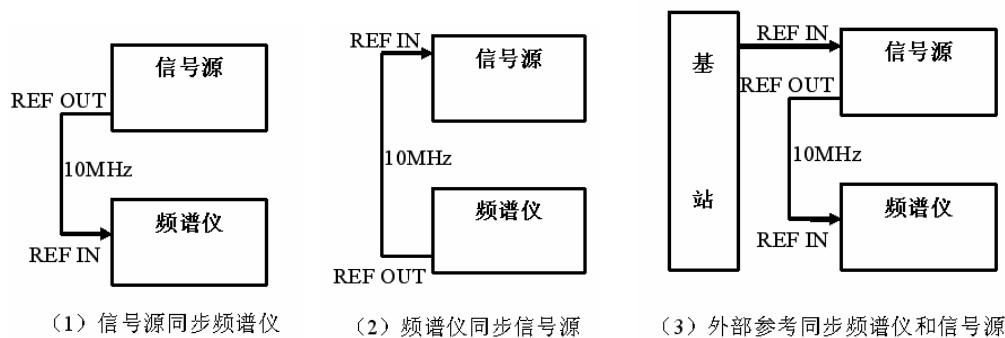 信号源
REF OUT
10MHz
频谱仪
REF IN
（1）信号源同步频谱仪
REF IN
信号源
10MHz
频谱仪
REF OUT
（2）频谱仪同步信号源
基
站
REF IN
信号源
REF OUT
10MHz
频谱仪
REF IN
（3）外部参考同步频谱仪和信号源